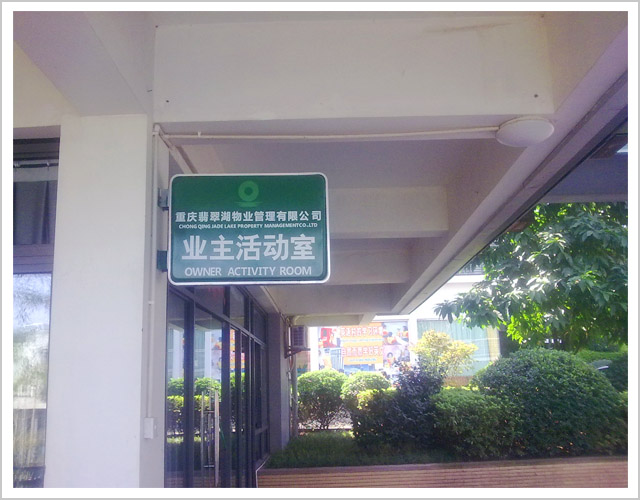 重庆翡翠湖物业管理有限公司
CHONG QING JADE LAKE PROPERTY MANAGEMENTCO.,LTD
业主活动室
OWNER ACTIVITY ROOM